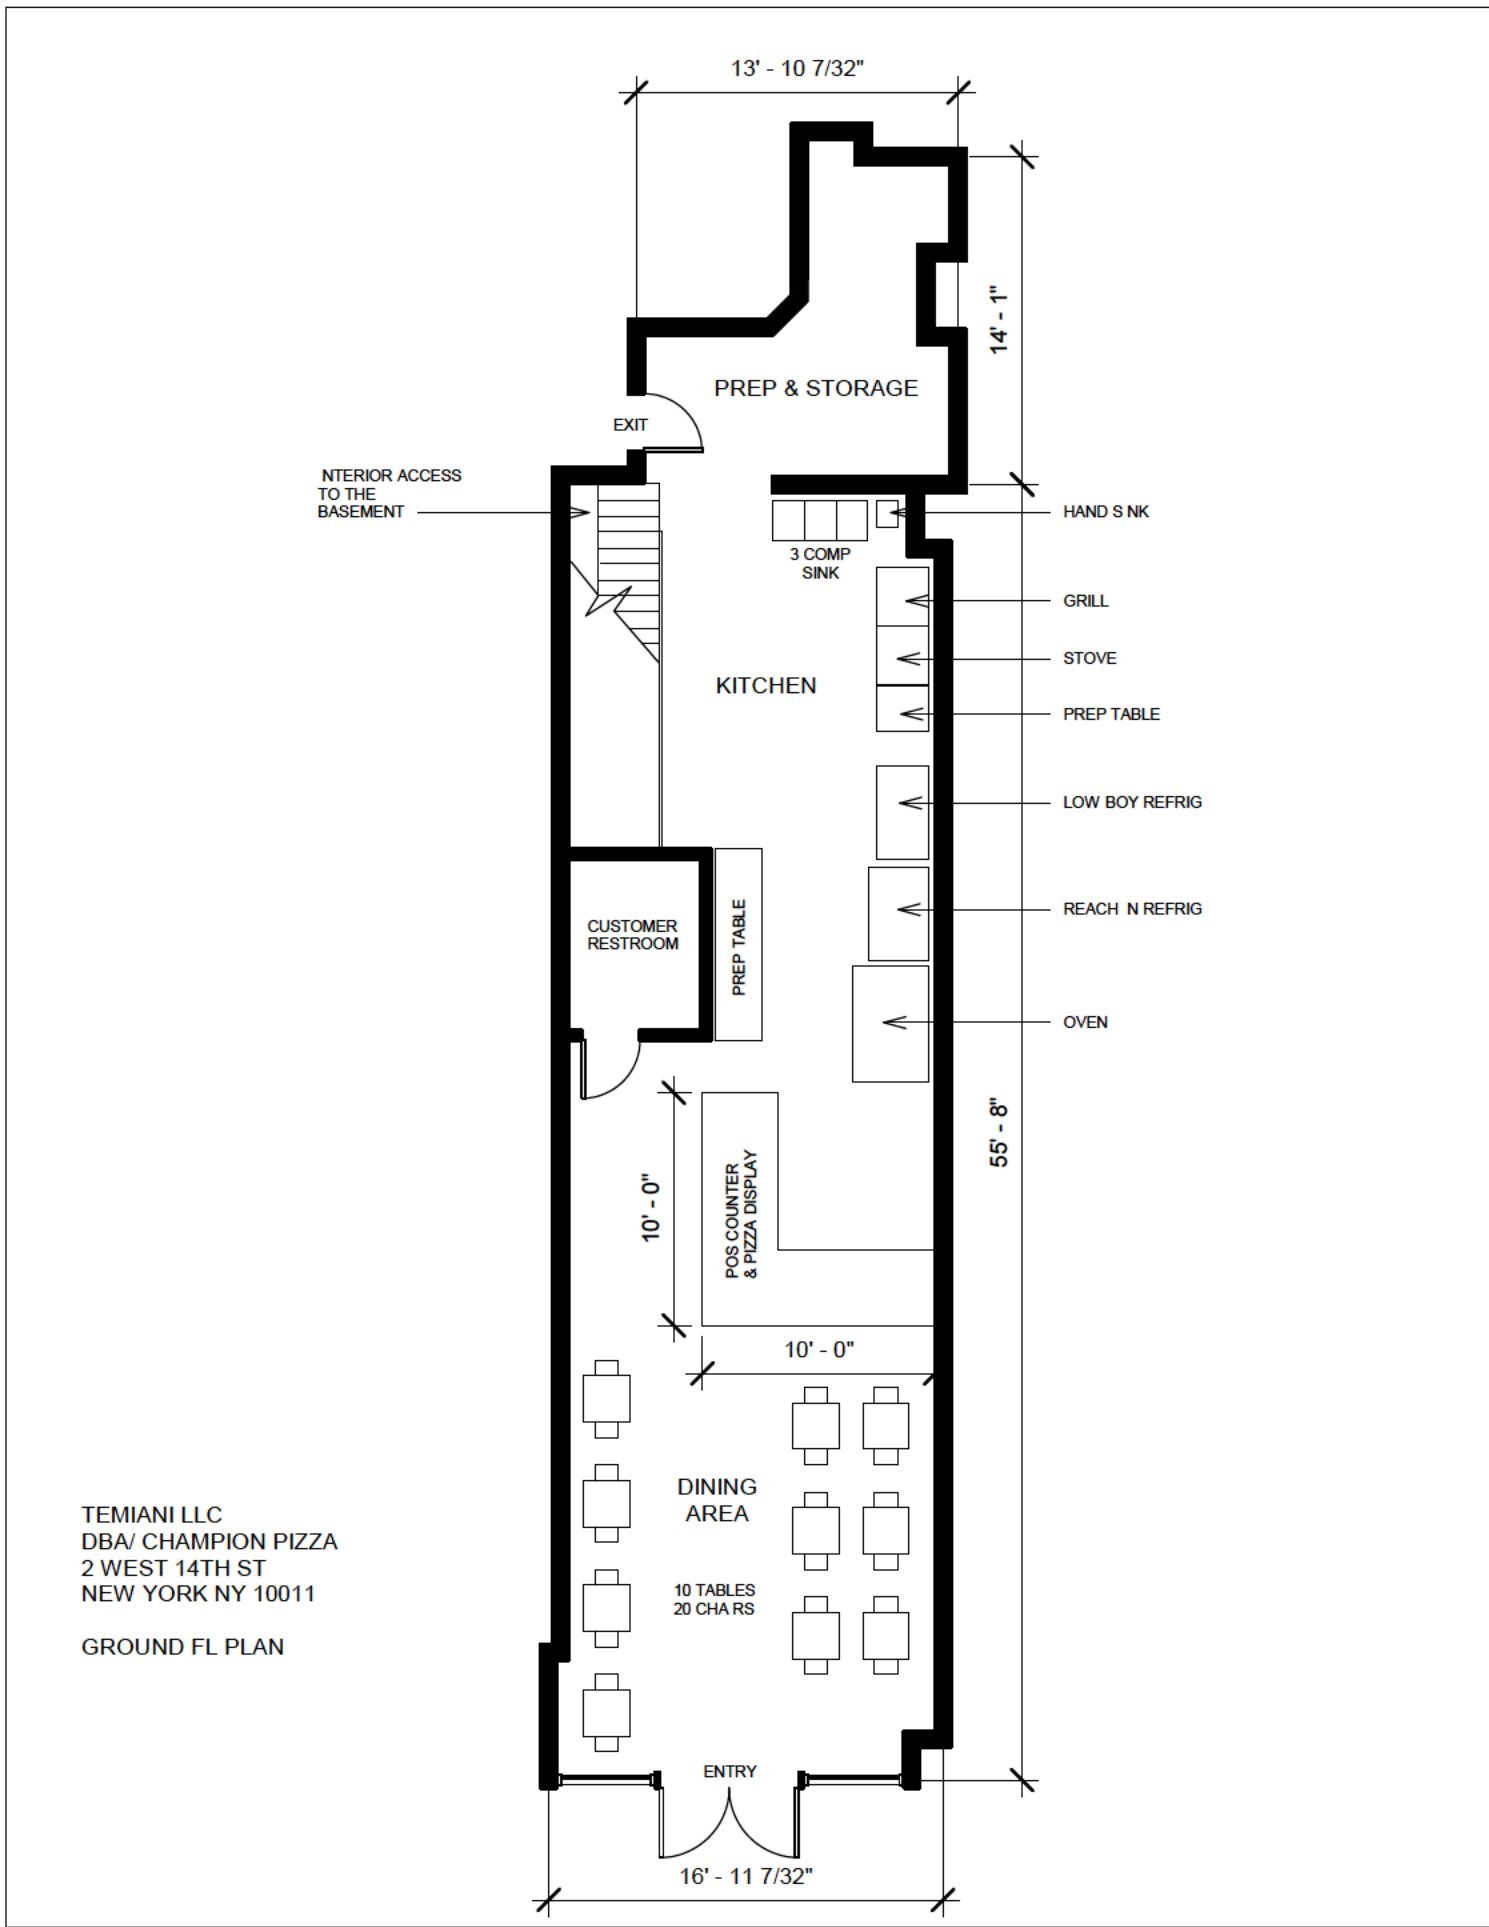 13' - 10 7/32"
14' - 1"
PREP & STORAGE
EXIT
NTERIOR ACCESS
TO THE
BASEMENT
HAND S NK
3 COMP
SINK
GRILL
STOVE
KITCHEN
PREP TABLE
LOW BOY REFRIG
REACH  N REFRIG
CUSTOMER
RESTROOM
PREP TABLE
OVEN
55' - 8"
10' - 0"
POS COUNTER
& PIZZA DISPLAY
10' - 0"
DINING
AREA
10 TABLES
20 CHA RS
TEMIANI LLC
DBA/ CHAMPION PIZZA
2 WEST 14TH ST
NEW YORK NY 10011
GROUND FL PLAN
ENTRY
16' - 11 7/32"